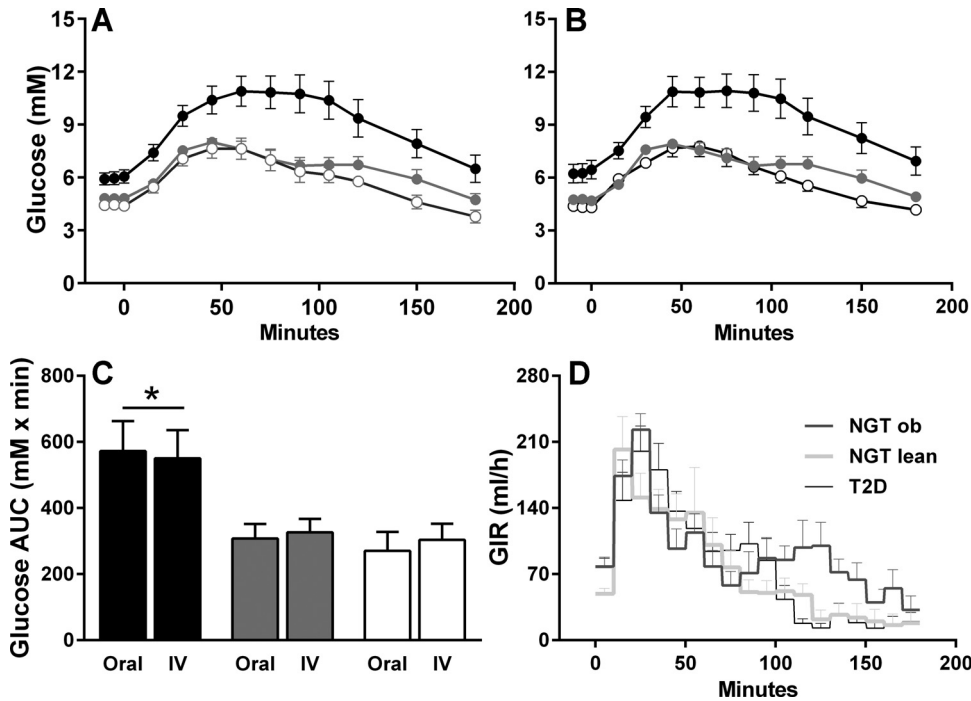 A
B
Glucose (mM)
15
12
9
6
3
0
0
50
100
150
200
Minutes
15
12
9
6
3
0
0
50
100
150
200
Minutes
C
D
Glucose AUC (mM x min)
800
600
400
200
0
*
Oral
IV
Oral
IV
Oral
IV
GIR (ml/h)
280
210
140
70
0
NGT ob
NGT lean
T2D
0
50
100
150
200
Minutes